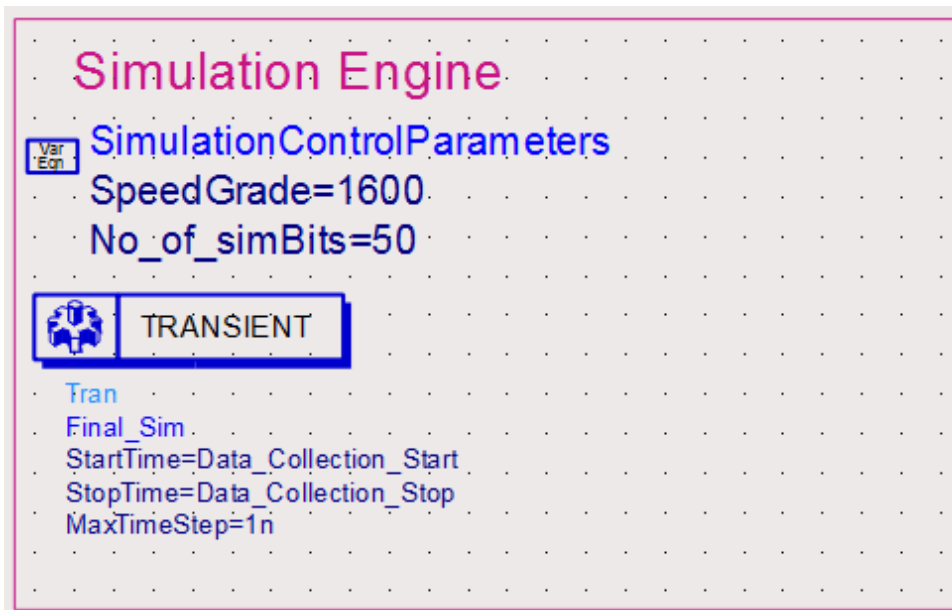 Simulation Engine
Var
Eqn
SimulationControlParameters
SpeedGrade=1600
No_of_simBits=50
TRANSIENT
Tran
Final_Sim
StartTime=Data_Collection_Start
StopTime=Data_Collection_Stop
MaxTimeStep=1n